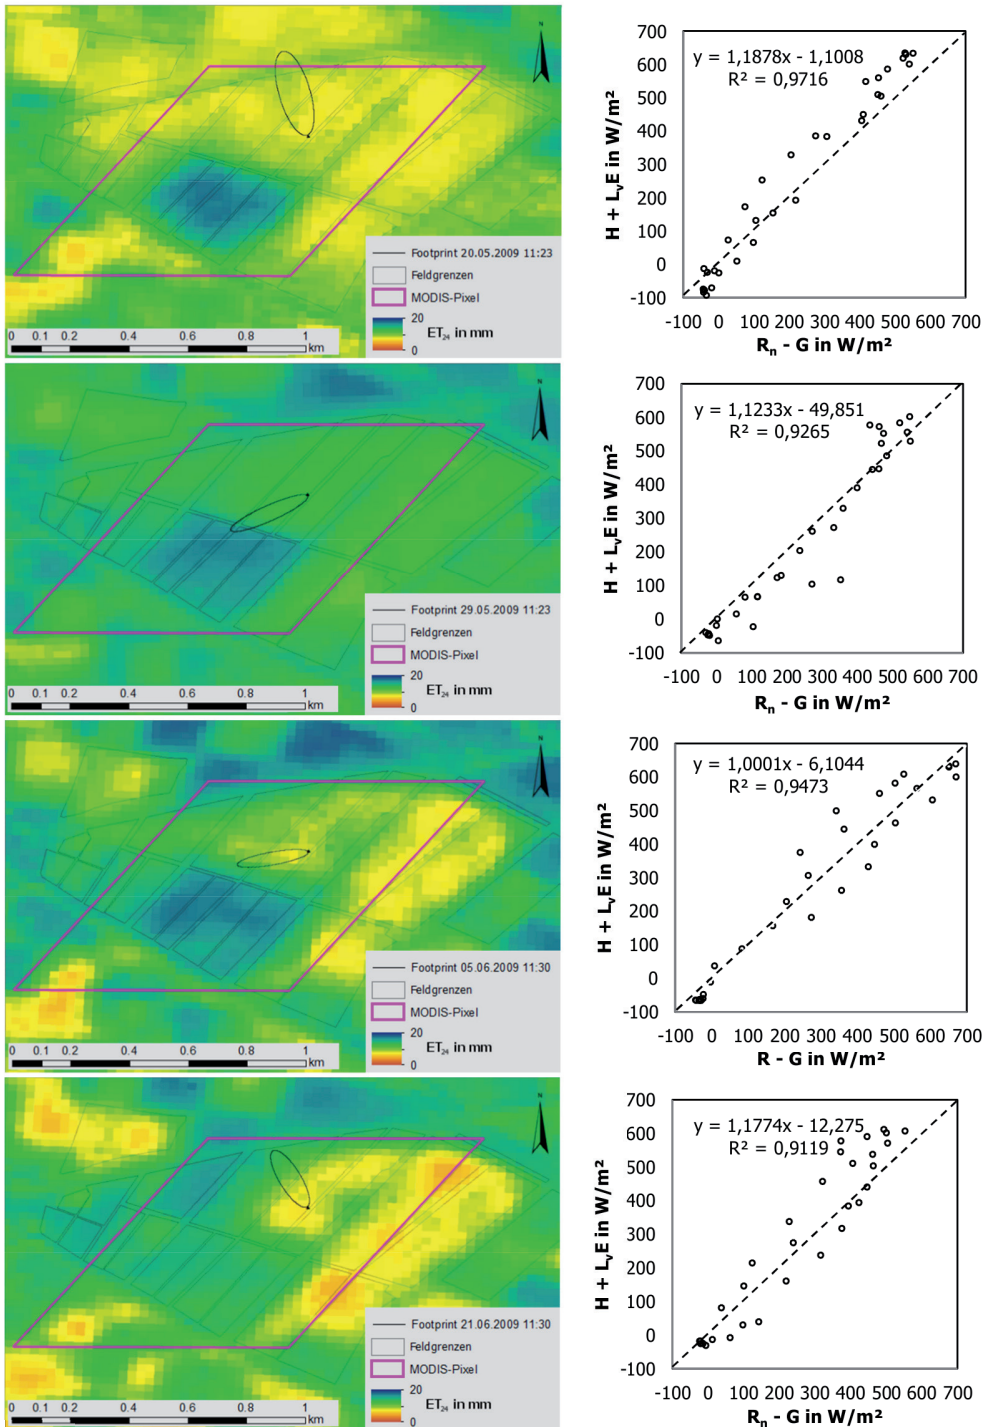 N
Footprint 20.05.2009 11:23
Feldgrenzen
MODIS-Pixel
20
ET24 in mm
0
0 0.1 0.2 0.4 0.6 0.8 1
km
y = 1,1878x - 1,1008
R² = 0,9716
700
600
500
400
300
200
100
0
-100
H + LvE in W/m²
-100 0 100 200 300 400 500 600 700
Rn - G in W/m²
N
Footprint 29.05.2009 11:23
Feldgrenzen
MODIS-Pixel
20
ET24 in mm
0
0 0.1 0.2 0.4 0.6 0.8 1
km
y = 1,1233x - 49,851
R² = 0,9265
700
600
500
400
300
200
100
0
-100
H + LvE in W/m²
-100 0 100 200 300 400 500 600 700
Rn - G in W/m²
N
Footprint 05.06.2009 11:30
Feldgrenzen
MODIS-Pixel
20
ET24 in mm
0
0 0.1 0.2 0.4 0.6 0.8 1
km
y = 1,0001x - 6,1044
R² = 0,9473
700
600
500
400
300
200
100
0
-100
H + LvE in W/m²
-100 0 100 200 300 400 500 600 700
R - G in W/m²
N
Footprint 21.06.2009 11:30
Feldgrenzen
MODIS-Pixel
20
ET24 in mm
0
0 0.1 0.2 0.4 0.6 0.8 1
km
y = 1,1774x - 12,275
R² = 0,9119
700
600
500
400
300
200
100
0
-100
H + LvE in W/m²
-100 0 100 200 300 400 500 600 700
Rn - G in W/m²